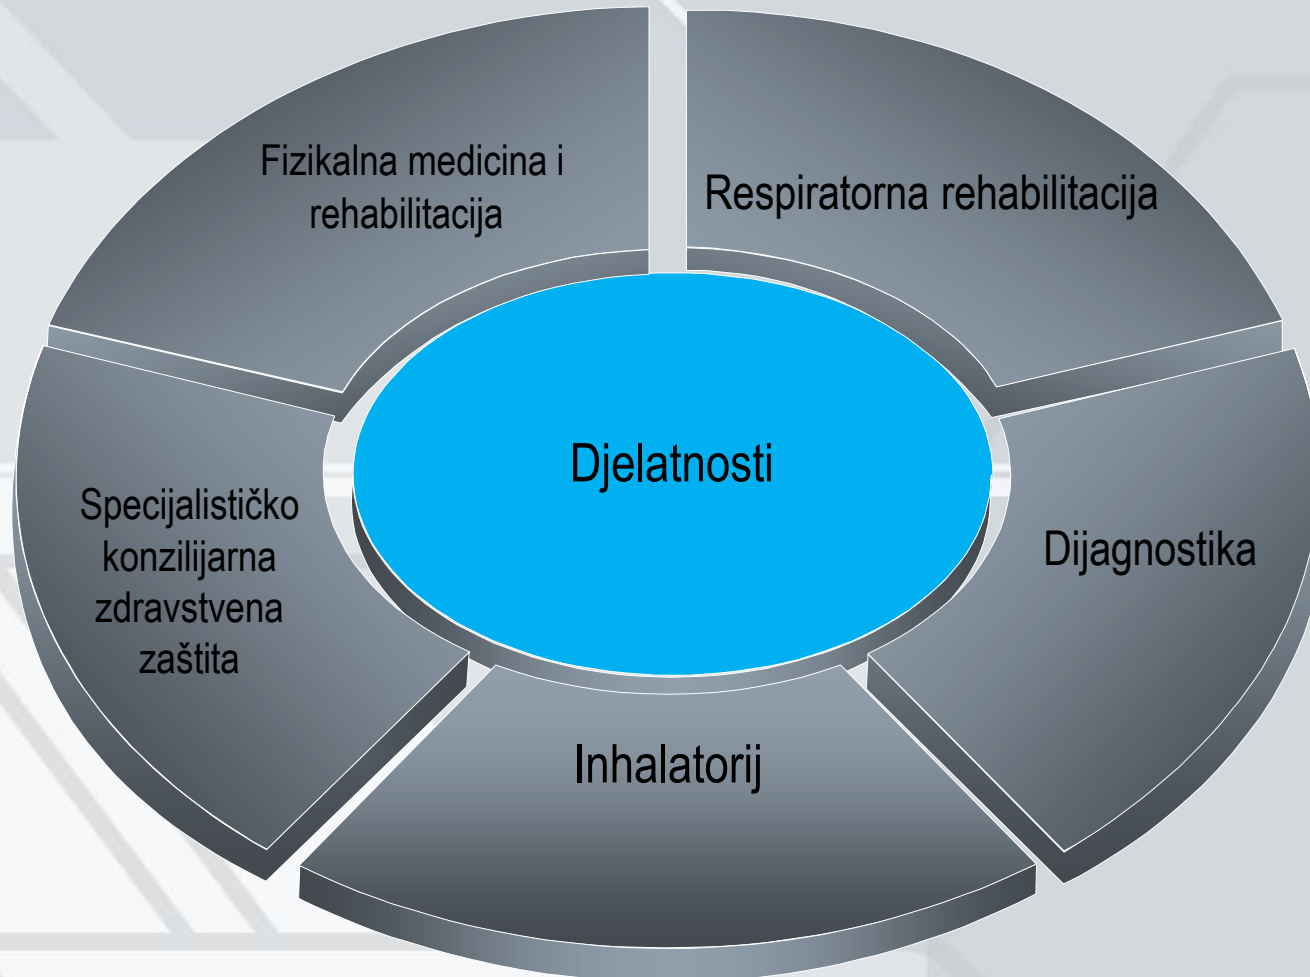 Fizikalna medicina i
rehabilitacija
Respiratorna rehabilitacija
Djelatnosti
Specijalističko
konzilijarna
zdravstvena
zaštita
Dijagnostika
Inhalatorij